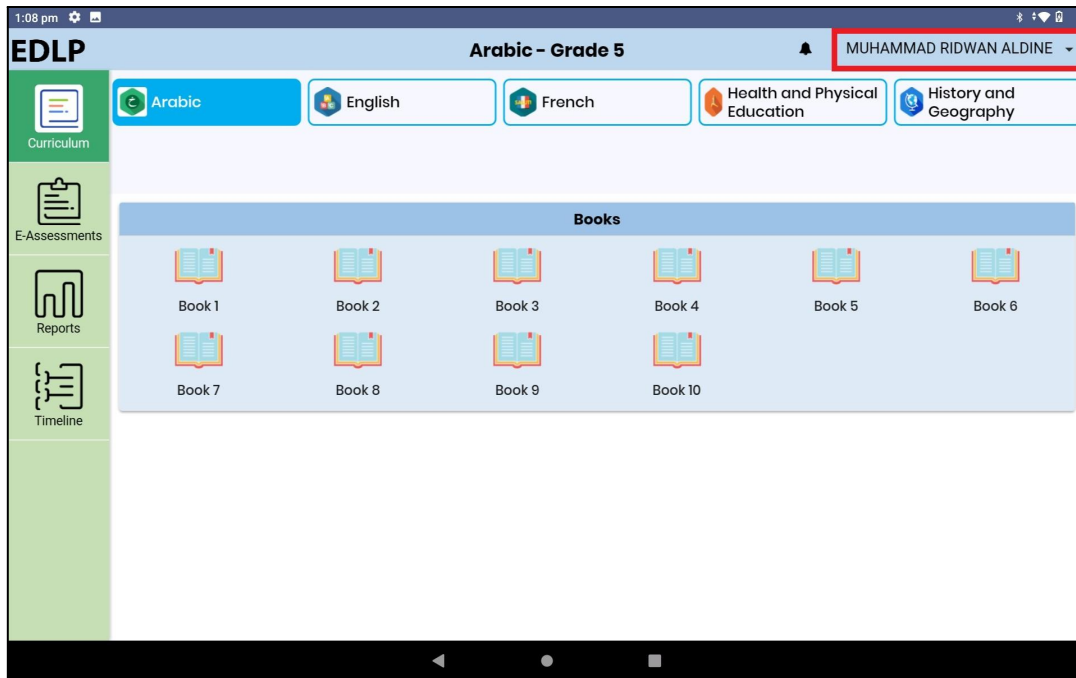 1:08 pm
EDLP
Arabic - Grade 5
MUHAMMAD RIDWAN ALDINE
Curriculum
Arabic
English
French
Health and Physical
Education
History and
Geography
E-Assessments
Reports
Timeline
Books
Book 1
Book 2
Book 3
Book 4
Book 5
Book 6
Book 7
Book 8
Book 9
Book 10